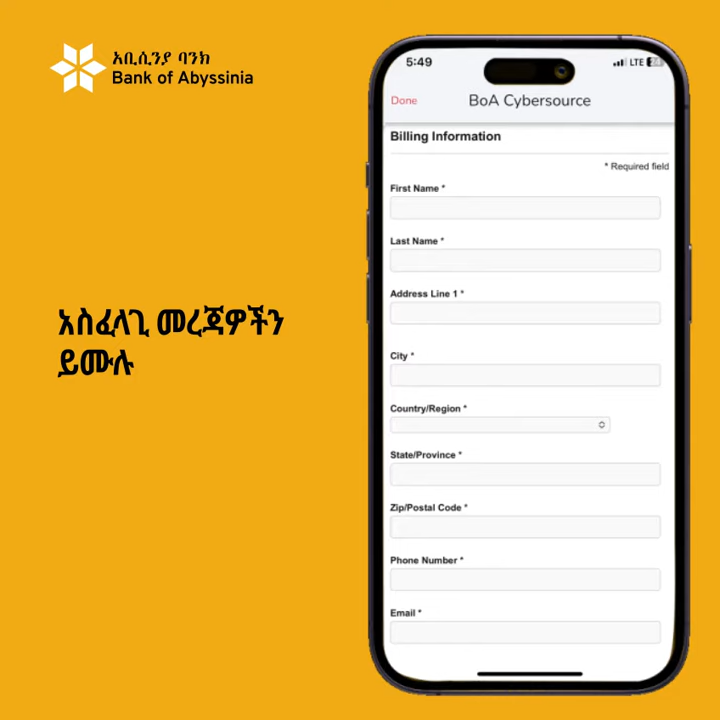 አቢሲንያ ባንክ
Bank of Abyssinia
አስፈላጊ መረጃዎችን
ይሙሉ
5:49
LTE
Done
BoA Cybersource
Billing Information
* Required field
First Name *
Last Name *
Address Line 1 *
City *
Country/Region *
State/Province *
Zip/Postal Code *
Phone Number *
Email *